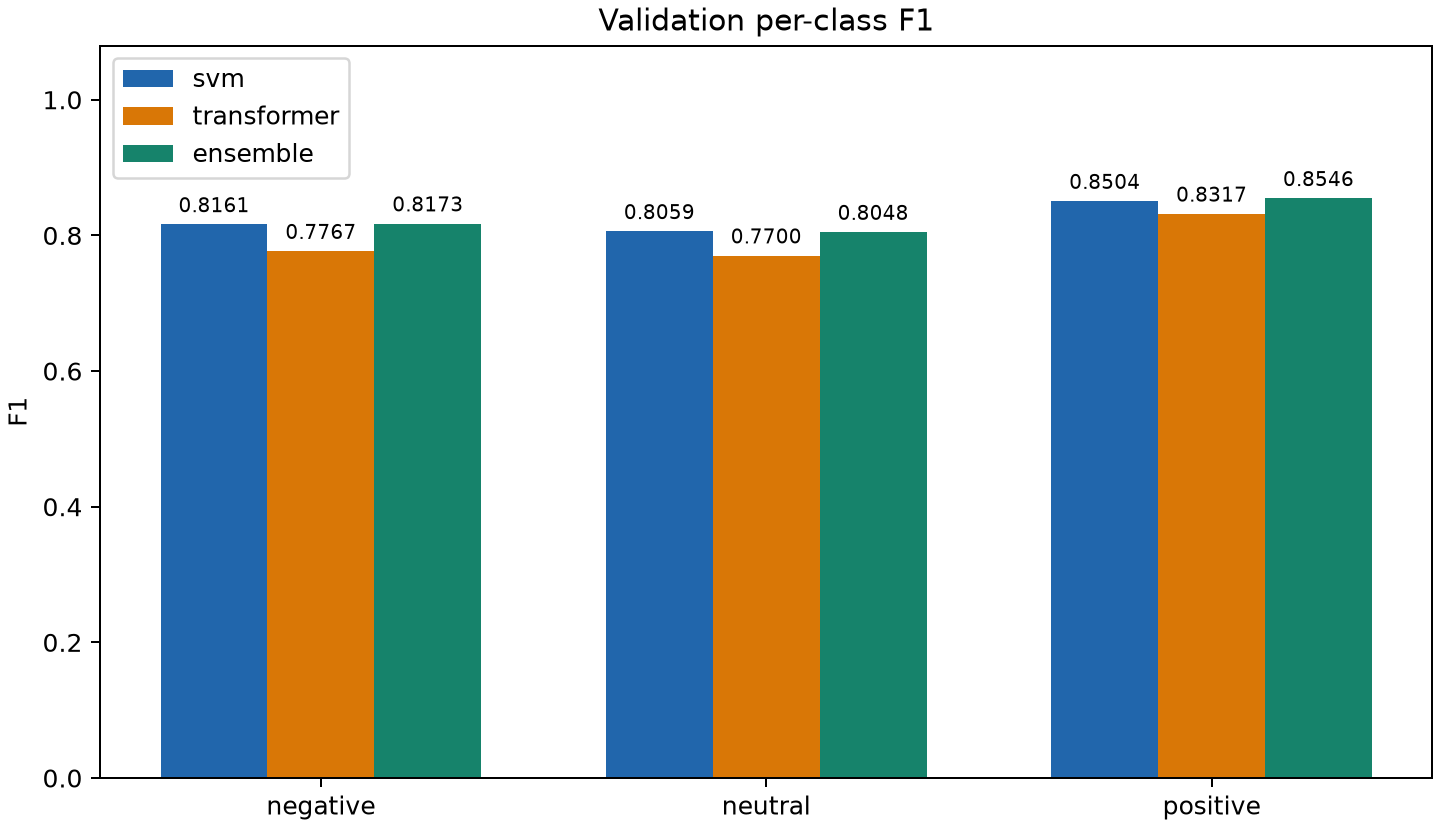 Validation per-class F1
svm
transformer
ensemble
F1
1.0
0.8
0.6
0.4
0.2
0.0
0.8161
0.7767
0.8173
0.8059
0.7700
0.8048
0.8504
0.8317
0.8546
negative
neutral
positive